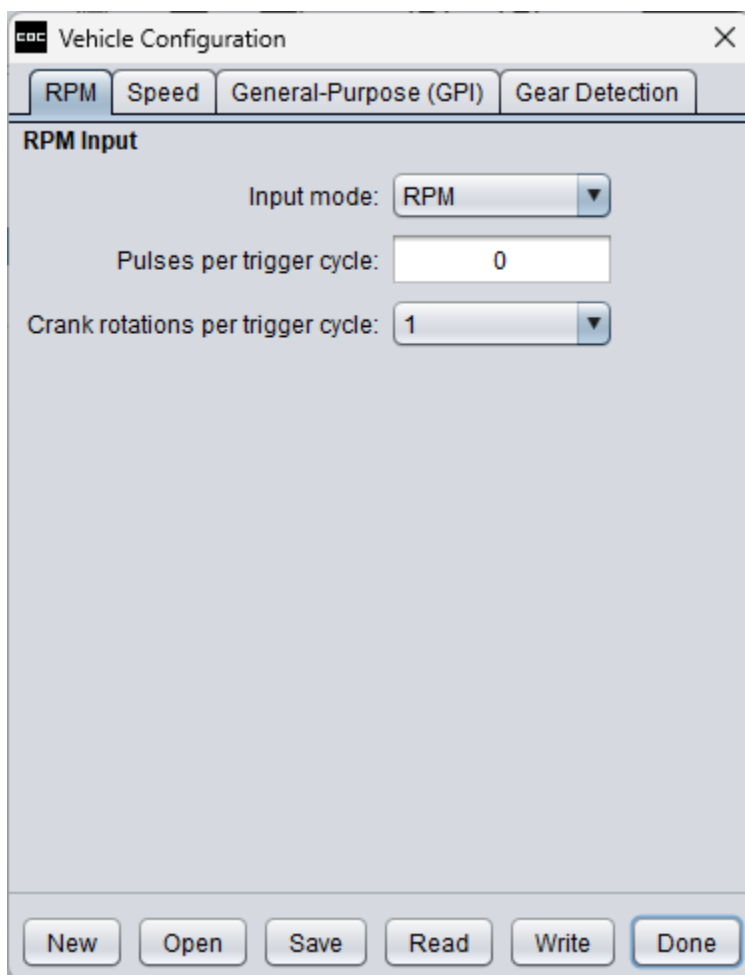 COC Vehicle Configuration
RPM Speed General-Purpose (GPI) Gear Detection
RPM Input
Input mode: RPM
Pulses per trigger cycle: 0
Crank rotations per trigger cycle: 1
New Open Save Read Write Done